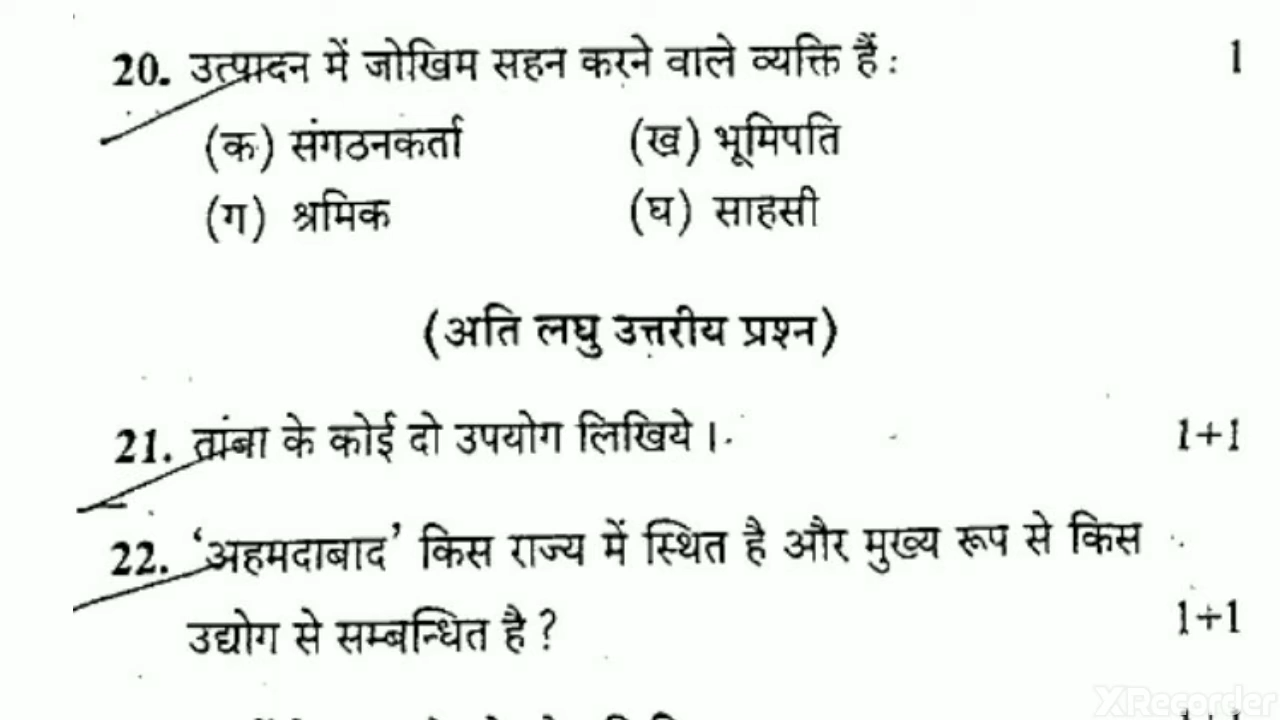 20. उत्पादन में जोखिम सहन करने वाले व्यक्ति हैं : 1
(क) संगठनकर्ता (ख) भूमिपति
(ग) श्रमिक (घ) साहसी
(अति लघु उत्तरीय प्रश्न)
21. तांबा के कोई दो उपयोग लिखिये । 1+1
22. ‘अहमदाबाद’ किस राज्य में स्थित है और मुख्य रूप से किस
उद्योग से सम्बन्धित है ? 1+1
XRecorder